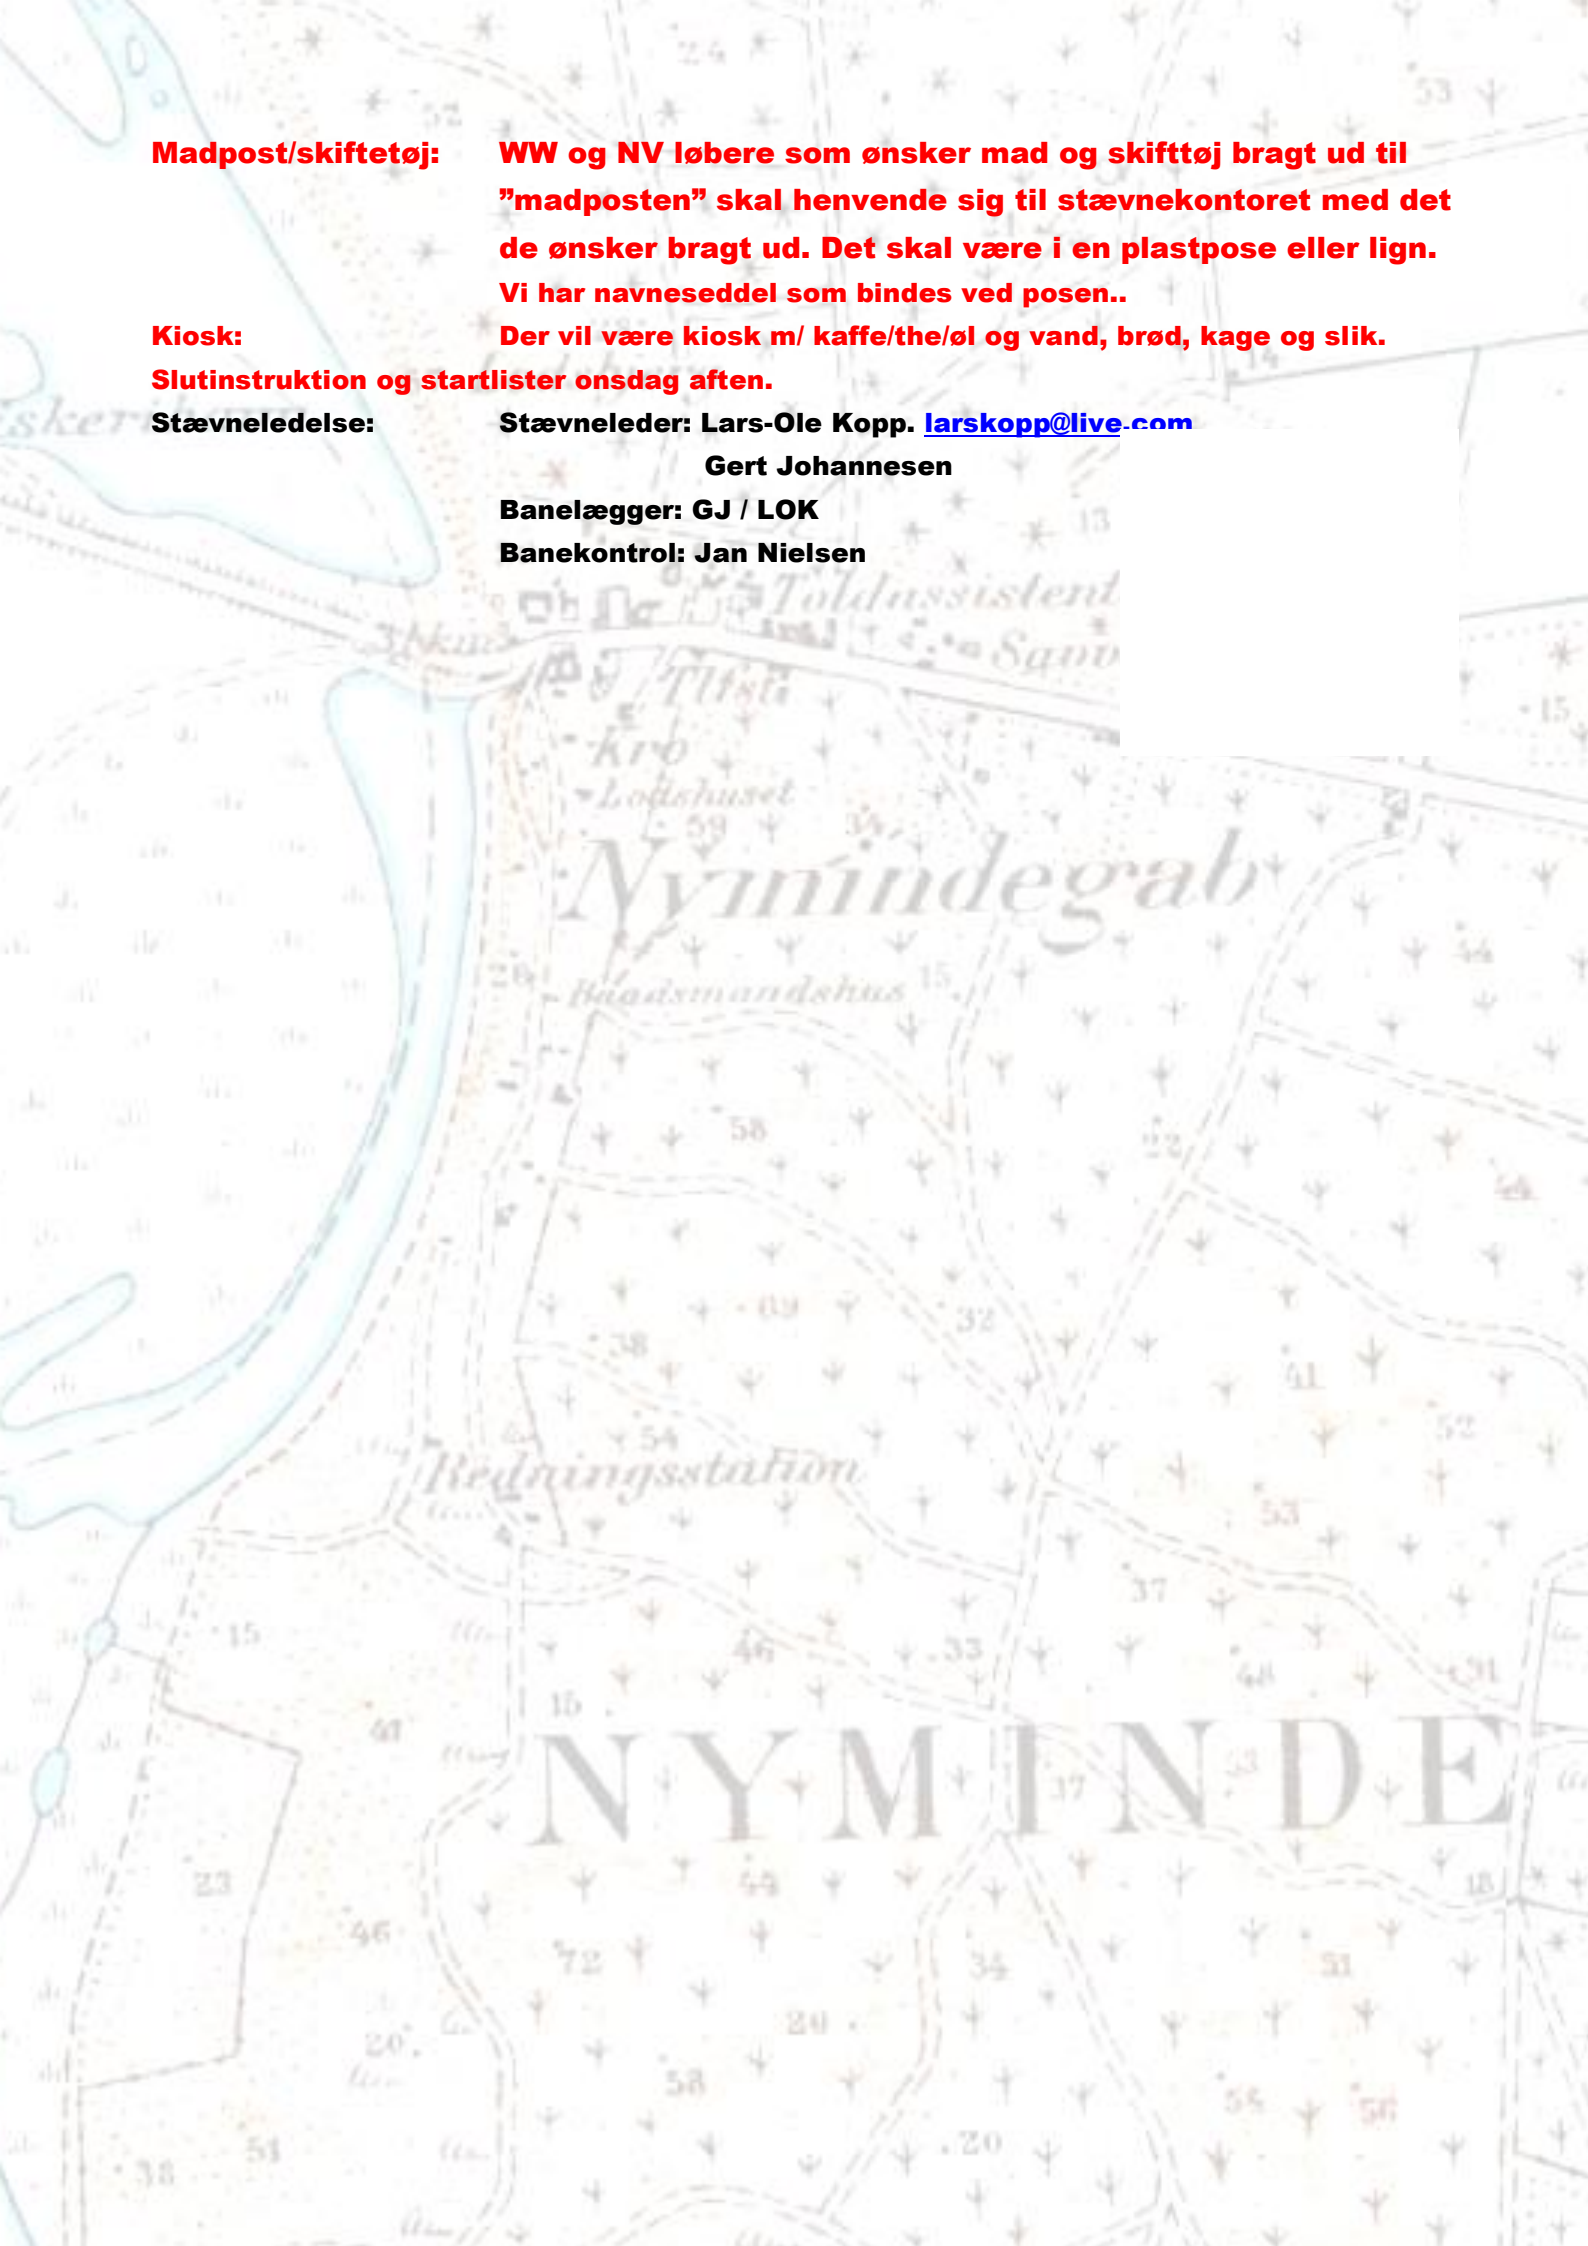 Madpost/skiftetøj: WW og NV løbere som ønsker mad og skifttøj bragt ud til
”madposten” skal henvende sig til stævnekontoret med det
de ønsker bragt ud. Det skal være i en plastpose eller lign.
Vi har navneseddel som bindes ved posen..
Kiosk: Der vil være kiosk m/ kaffe/the/øl og vand, brød, kage og slik.
Slutinstruktion og startlister onsdag aften.
Stævneledelse: Stævneleder: Lars-Ole Kopp. larskopp@live.com
Gert Johannesen
Banelægger: GJ / LOK
Banekontrol: Jan Nielsen
Toldassistent
Kro
Lodshuset
Nymindegab
Baadsmandshus
Redningsstation
NYMINDE